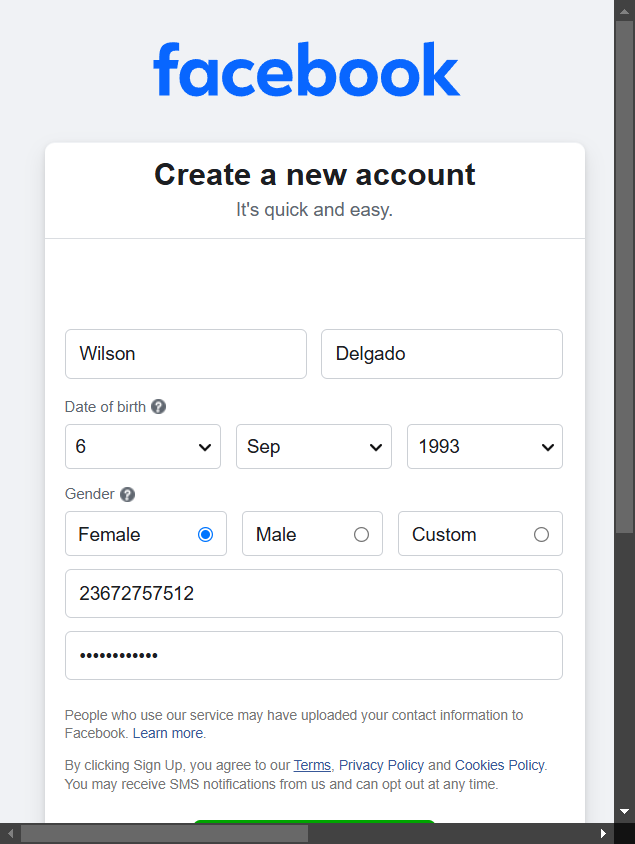 facebook
Create a new account
It's quick and easy.
Wilson Delgado
Date of birth ?
6 Sep 1993
Gender ?
Female Male Custom
23672757512
••••••••••••
People who use our service may have uploaded your contact information to
Facebook. Learn more.
By clicking Sign Up, you agree to our Terms, Privacy Policy and Cookies Policy.
You may receive SMS notifications from us and can opt out at any time.